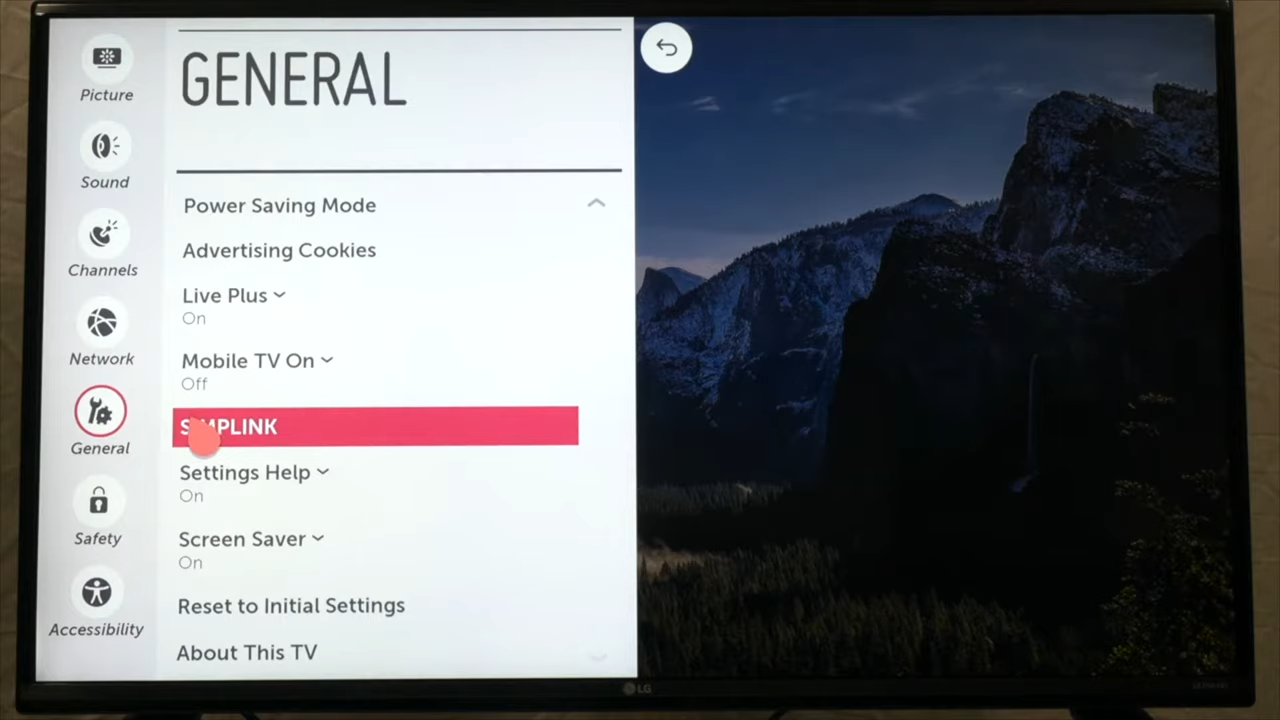 GENERAL
Picture
Sound
Channels
Network
General
Safety
Accessibility
Power Saving Mode
Advertising Cookies
Live Plus
On
Mobile TV On
Off
SIMPLINK
Settings Help
On
Screen Saver
On
Reset to Initial Settings
About This TV
LG